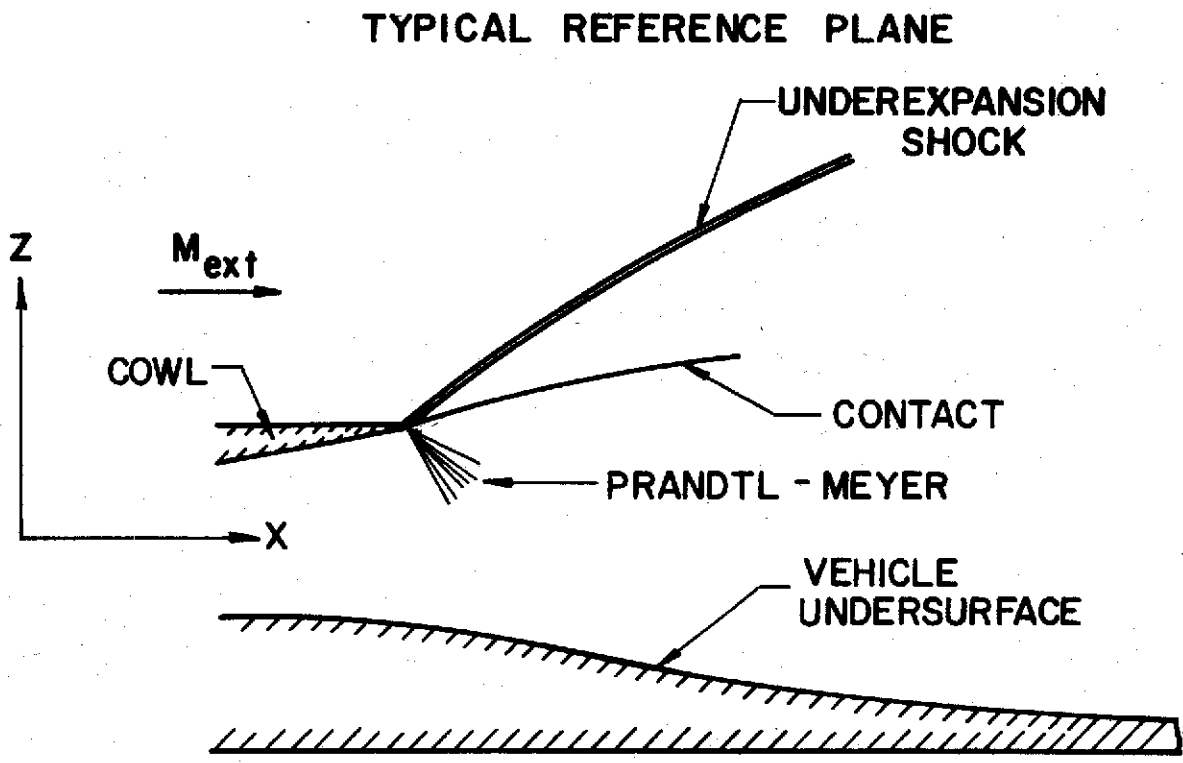 TYPICAL REFERENCE PLANE
UNDEREXPANSION
SHOCK
Z
Mext
COWL
CONTACT
PRANDTL - MEYER
X
VEHICLE
UNDERSURFACE